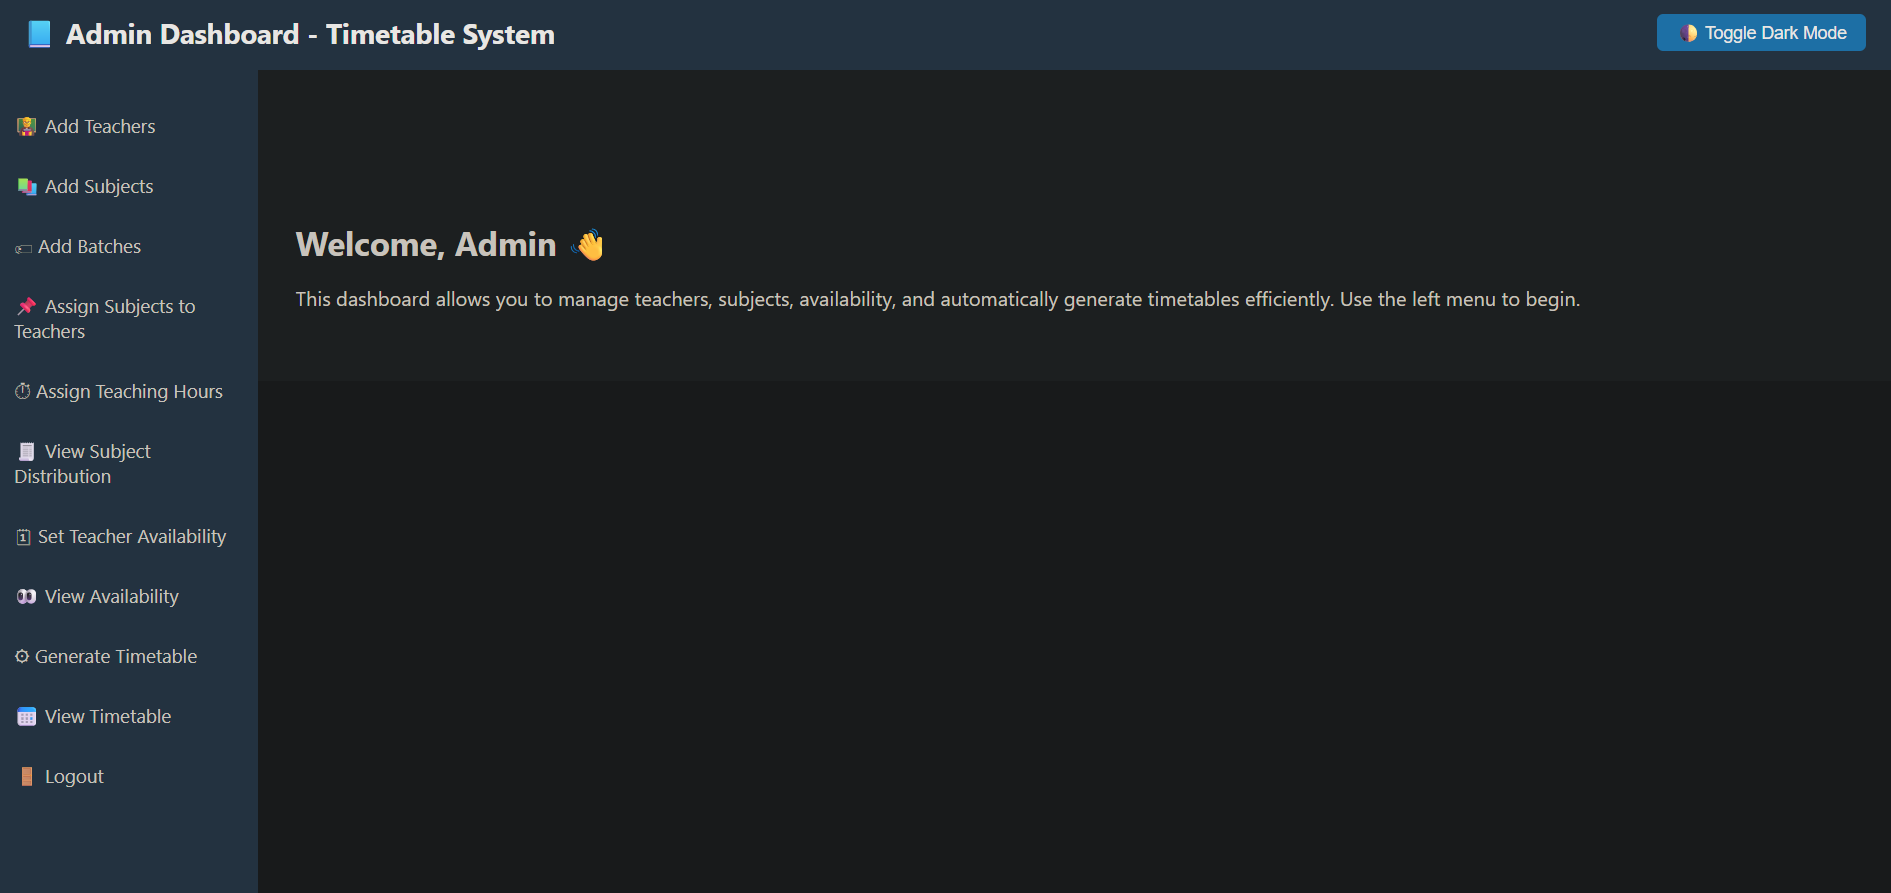 📘 Admin Dashboard - Timetable System
🌗 Toggle Dark Mode
👩‍🏫 Add Teachers
📚 Add Subjects
🏷 Add Batches
📌 Assign Subjects to
Teachers
⏱ Assign Teaching Hours
🧾 View Subject
Distribution
🗓 Set Teacher Availability
👀 View Availability
⚙ Generate Timetable
📅 View Timetable
🚪 Logout
Welcome, Admin 👋
This dashboard allows you to manage teachers, subjects, availability, and automatically generate timetables efficiently. Use the left menu to begin.